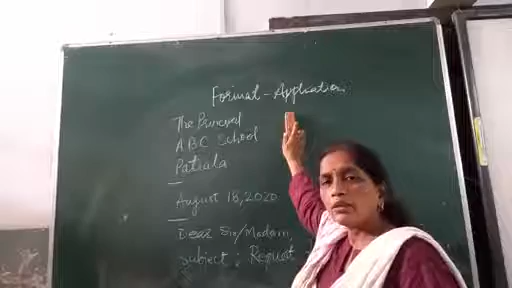 Formal - Application
The Principal
ABC School
Patiala
—
August 18, 2020
—
Dear Sir/Madam,
Subject : Request